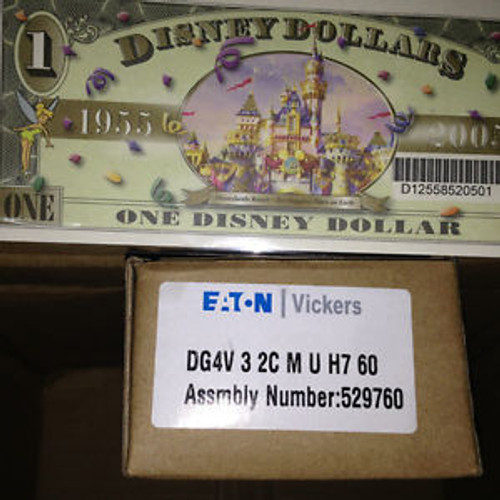 DISNEY DOLLARS
1
1955
2005
D12558520501
ONE
ONE DISNEY DOLLAR
EATON | Vickers
DG4V 3 2C M U H7 60
Assmbly Number:529760